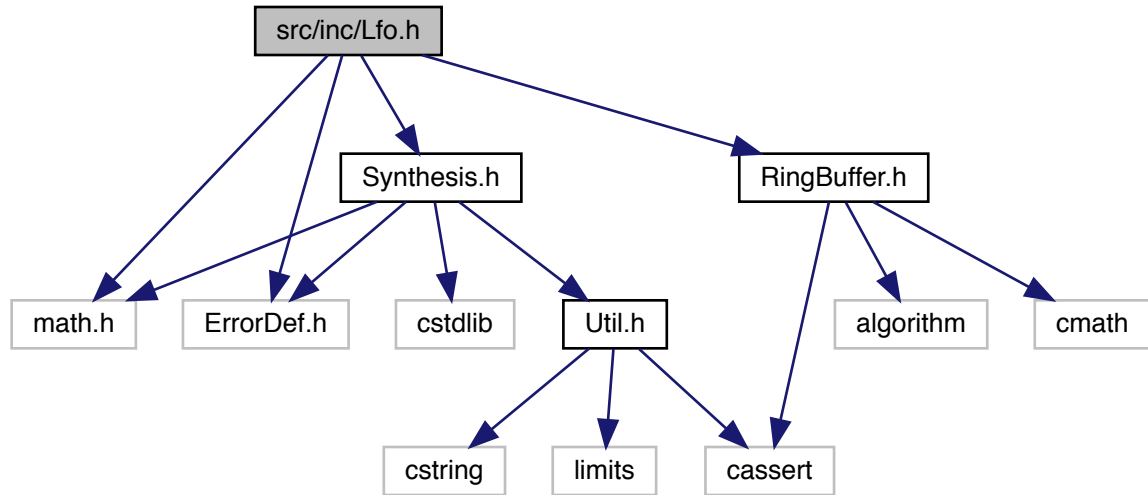 src/inc/Lfo.h
Synthesis.h
RingBuffer.h
math.h
ErrorDef.h
cstdlib
Util.h
algorithm
cmath
cstring
limits
cassert